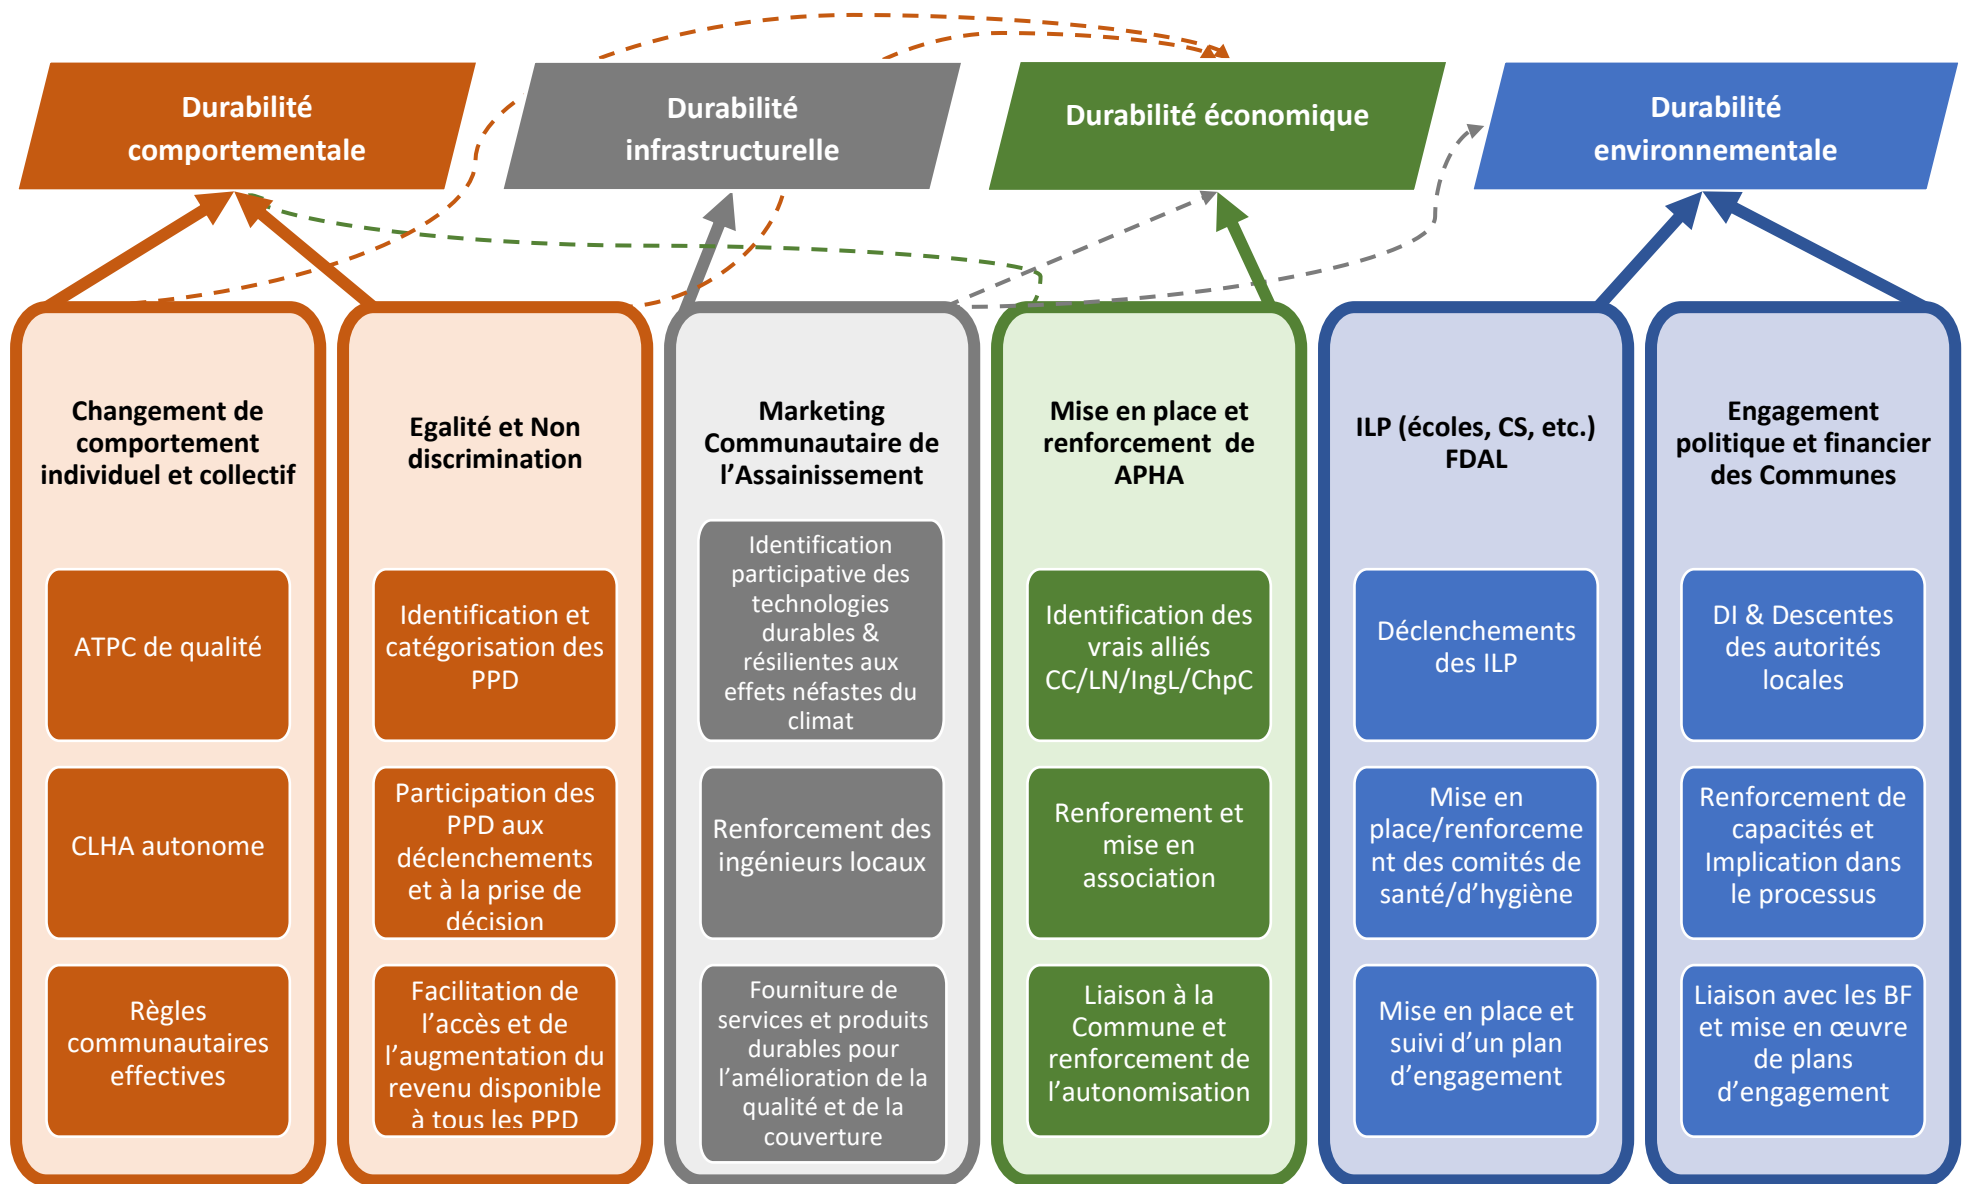 Durabilité
comportementale
Durabilité
infrastructurelle
Durabilité économique
Durabilité
environnementale
Changement de
comportement
individuel et collectif
ATPC de qualité
CLHA autonome
Règles
communautaires
effectives
Egalité et Non
discrimination
Identification et
catégorisation des
PPD
Participation des
PPD aux
déclenchements
et à la prise de
décision
Facilitation de
l'accès et de
l'augmentation du
revenu disponible
à tous les PPD
Marketing
Communautaire de
l'Assainissement
Identification
participative des
technologies
durables &
résilientes aux
effets néfastes du
climat
Renforcement des
ingénieurs locaux
Fourniture de
services et produits
durables pour
l'amélioration de la
qualité et de la
couverture
Mise en place et
renforcement de
APHA
Identification des
vrais alliés
CC/LN/IngL/ChpC
Renforement et
mise en
association
Liaison à la
Commune et
renforcement de
l'autonomisation
ILP (écoles, CS, etc.)
FDAL
Déclenchements
des ILP
Mise en
place/renforceme
nt des comités de
santé/d'hygiène
Mise en place et
suivi d'un plan
d'engagement
Engagement
politique et financier
des Communes
DI & Descentes
des autorités
locales
Renforcement de
capacités et
Implication dans
le processus
Liaison avec les BF
et mise en œuvre
de plans
d'engagement